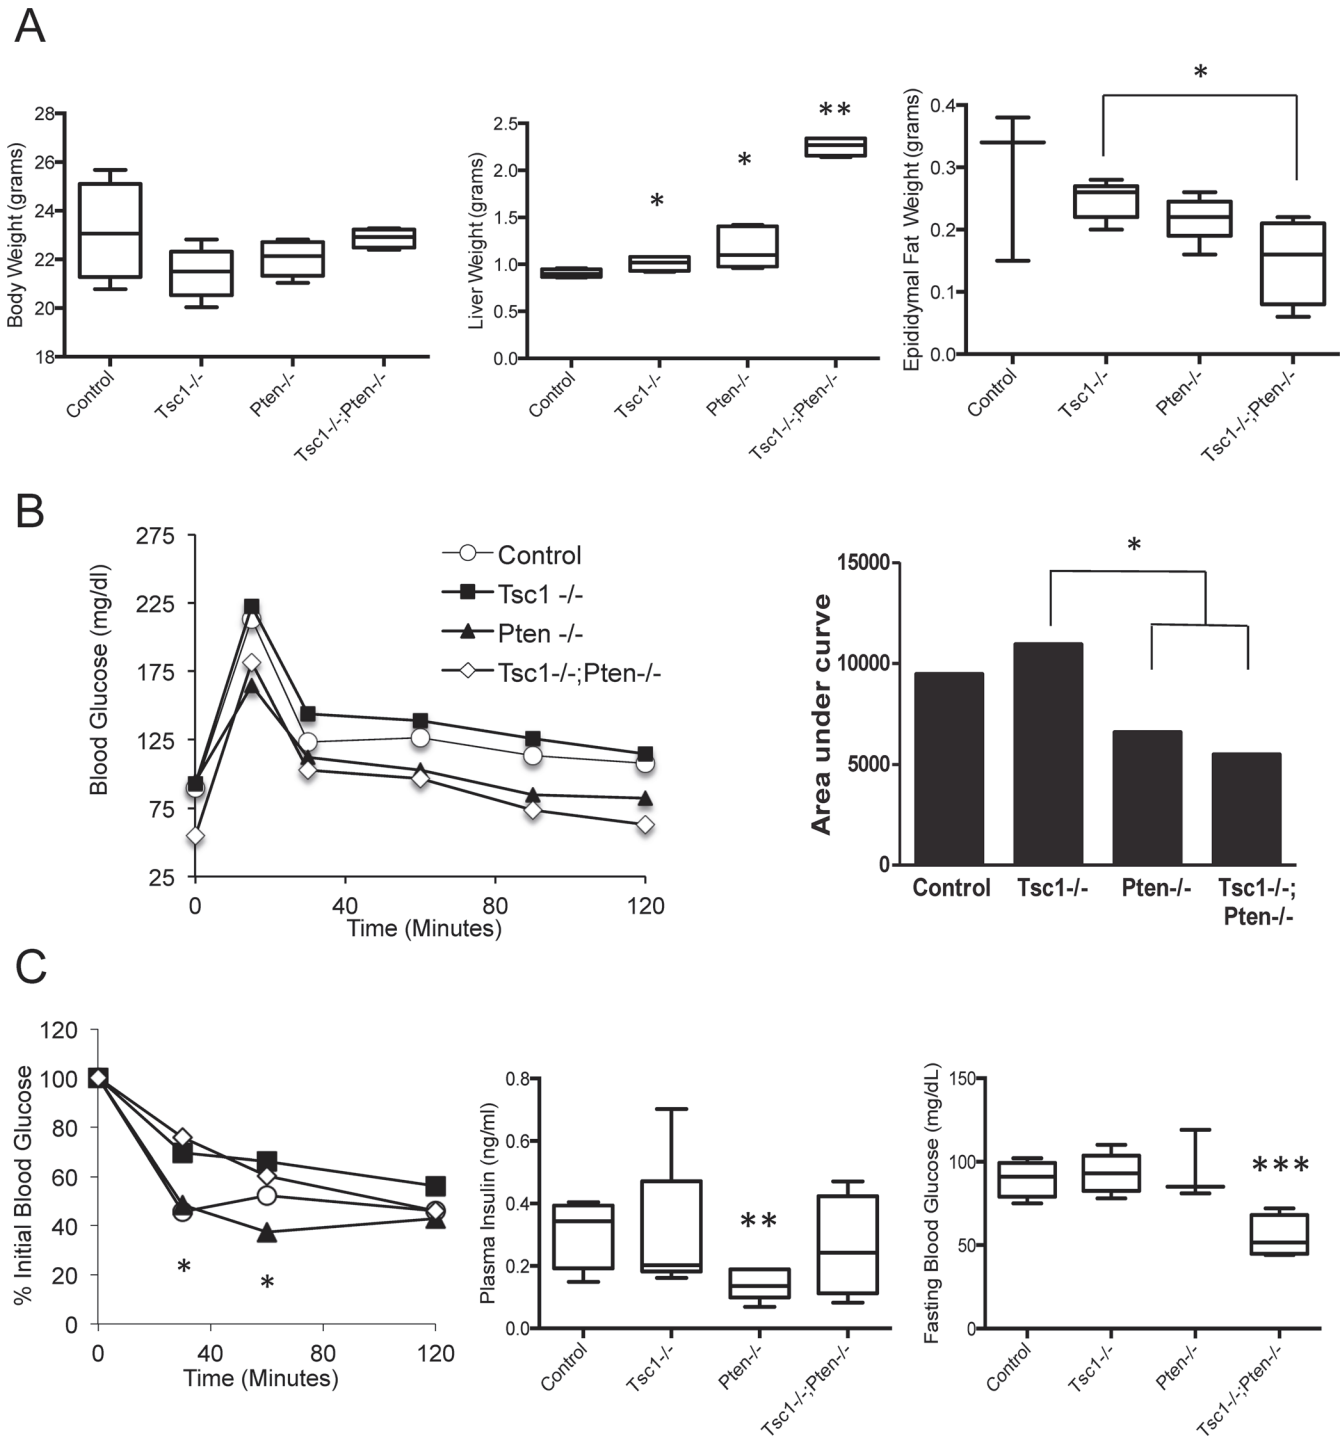 A
Body Weight (grams)
28
26
24
22
20
18
Control
Tsc1-/-
Pten-/-
Tsc1-/-;Pten-/-
Liver Weight (grams)
2.5
2.0
1.5
1.0
0.5
0.0
*
*
**
Control
Tsc1-/-
Pten-/-
Tsc1-/-;Pten-/-
Epididymal Fat Weight (grams)
0.4
0.3
0.2
0.1
0.0
*
Control
Tsc1-/-
Pten-/-
Tsc1-/-;Pten-/-
B
Blood Glucose (mg/dl)
275
225
175
125
75
25
0
40
80
120
Time (Minutes)
Control
Tsc1 -/-
Pten -/-
Tsc1-/-;Pten-/-
Area under curve
15000
10000
5000
0
*
Control
Tsc1-/-
Pten-/-
Tsc1-/-;
Pten-/-
C
% Initial Blood Glucose
120
100
80
60
40
20
0
*
*
0
40
80
120
Time (Minutes)
Plasma Insulin (ng/ml)
0.8
0.6
0.4
0.2
0.0
**
Control
Tsc1-/-
Pten-/-
Tsc1-/-;Pten-/-
Fasting Blood Glucose (mg/dL)
150
100
50
0
***
Control
Tsc1-/-
Pten-/-
Tsc1-/-;Pten-/-